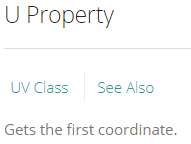 U Property
UV Class See Also
Gets the first coordinate.